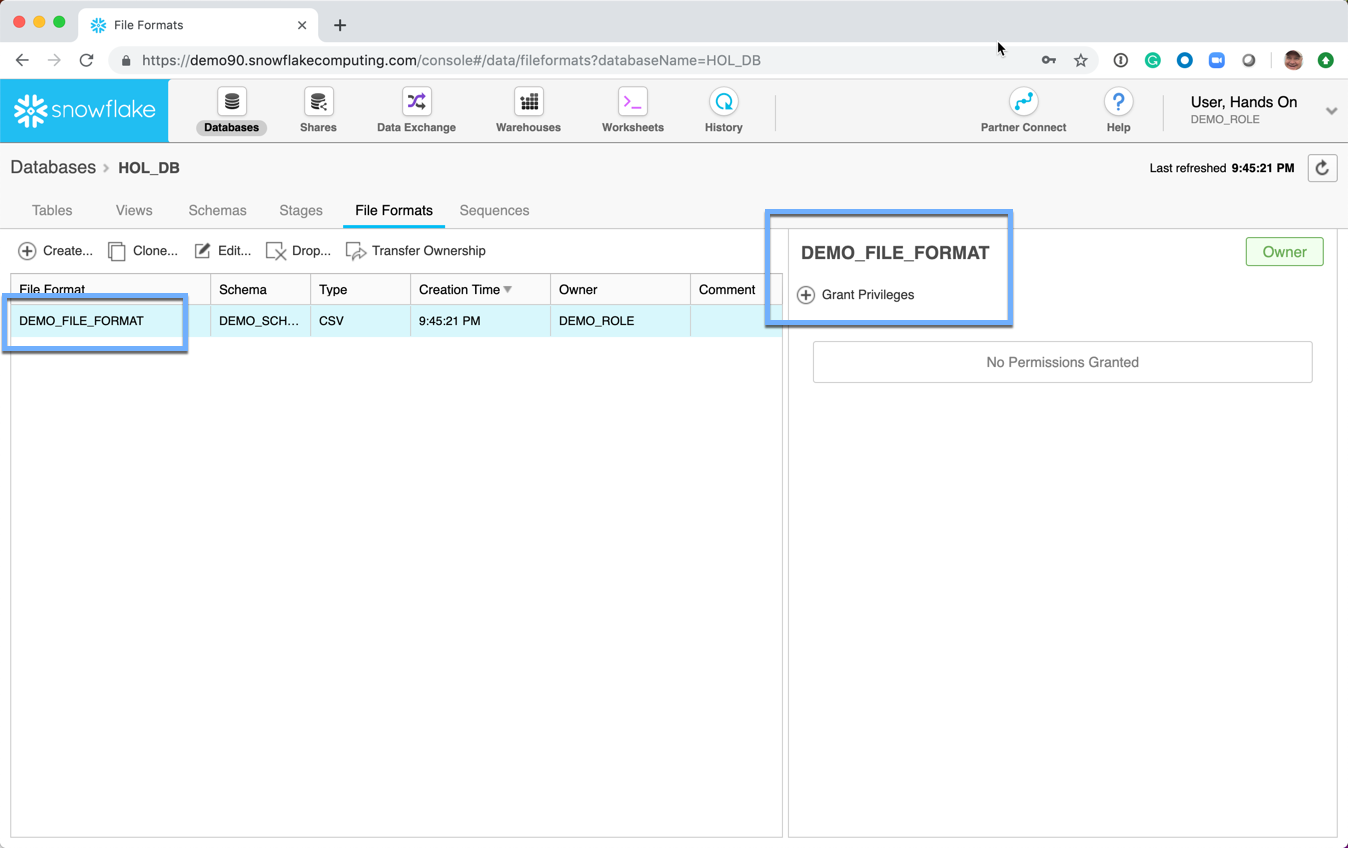 File Formats
https://demo90.snowflakecomputing.com/console#/data/fileformats?databaseName=HOL_DB
snowflake
Databases
Shares
Data Exchange
Warehouses
Worksheets
History
Partner Connect
Help
User, Hands On
DEMO_ROLE
Databases > HOL_DB
Last refreshed 9:45:21 PM
Tables Views Schemas Stages File Formats Sequences
Create... Clone... Edit... Drop... Transfer Ownership
File Format Schema Type Creation Time Owner Comment
DEMO_FILE_FORMAT DEMO_SCH... CSV 9:45:21 PM DEMO_ROLE
DEMO_FILE_FORMAT
Owner
Grant Privileges
No Permissions Granted